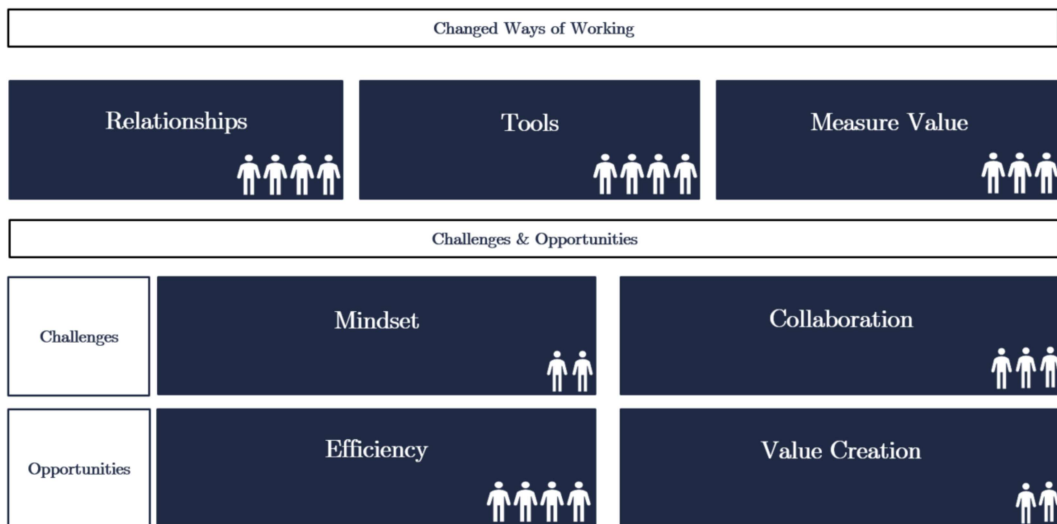 Changed Ways of Working
Relationships
Tools
Measure Value
Challenges & Opportunities
Challenges
Mindset
Collaboration
Opportunities
Efficiency
Value Creation